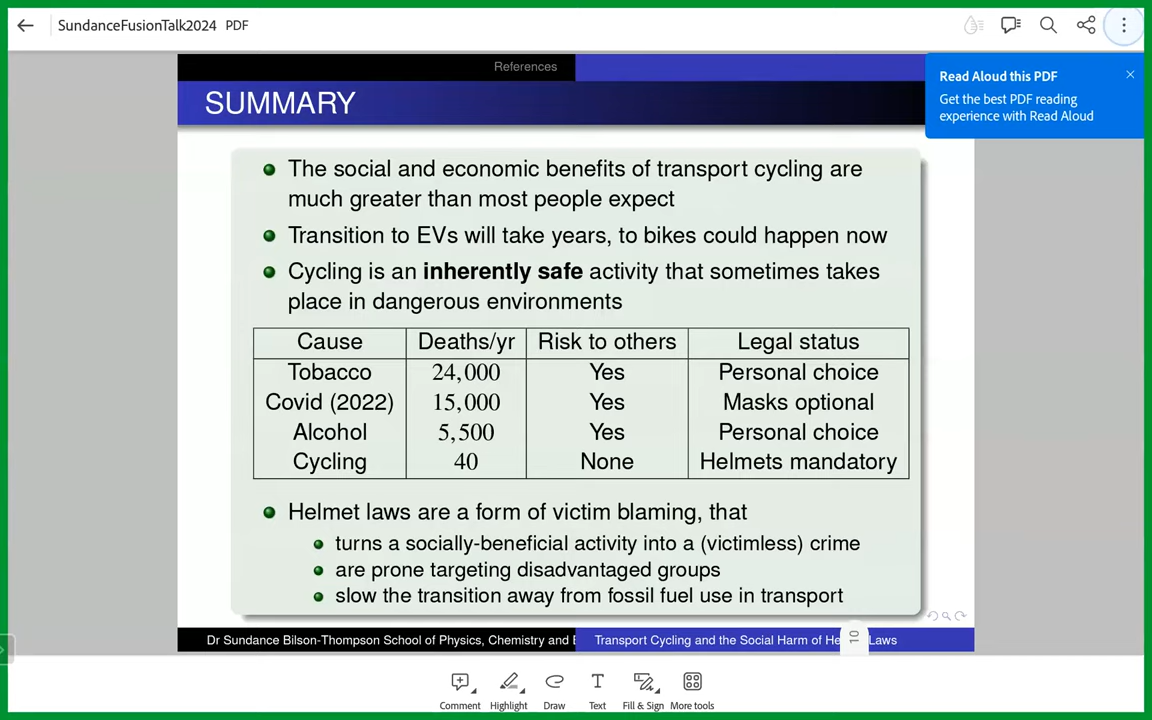 SundanceFusionTalk2024 PDF
References
Read Aloud this PDF
Get the best PDF reading
experience with Read Aloud
SUMMARY
The social and economic benefits of transport cycling are
much greater than most people expect
Transition to EVs will take years, to bikes could happen now
Cycling is an inherently safe activity that sometimes takes
place in dangerous environments
Cause Deaths/yr Risk to others Legal status
Tobacco 24,000 Yes Personal choice
Covid (2022) 15,000 Yes Masks optional
Alcohol 5,500 Yes Personal choice
Cycling 40 None Helmets mandatory
Helmet laws are a form of victim blaming, that
turns a socially-beneficial activity into a (victimless) crime
are prone targeting disadvantaged groups
slow the transition away from fossil fuel use in transport
Dr Sundance Bilson-Thompson School of Physics, Chemistry and Transport Cycling and the Social Harm of Laws
10
Comment Highlight Draw Text Fill & Sign More tools